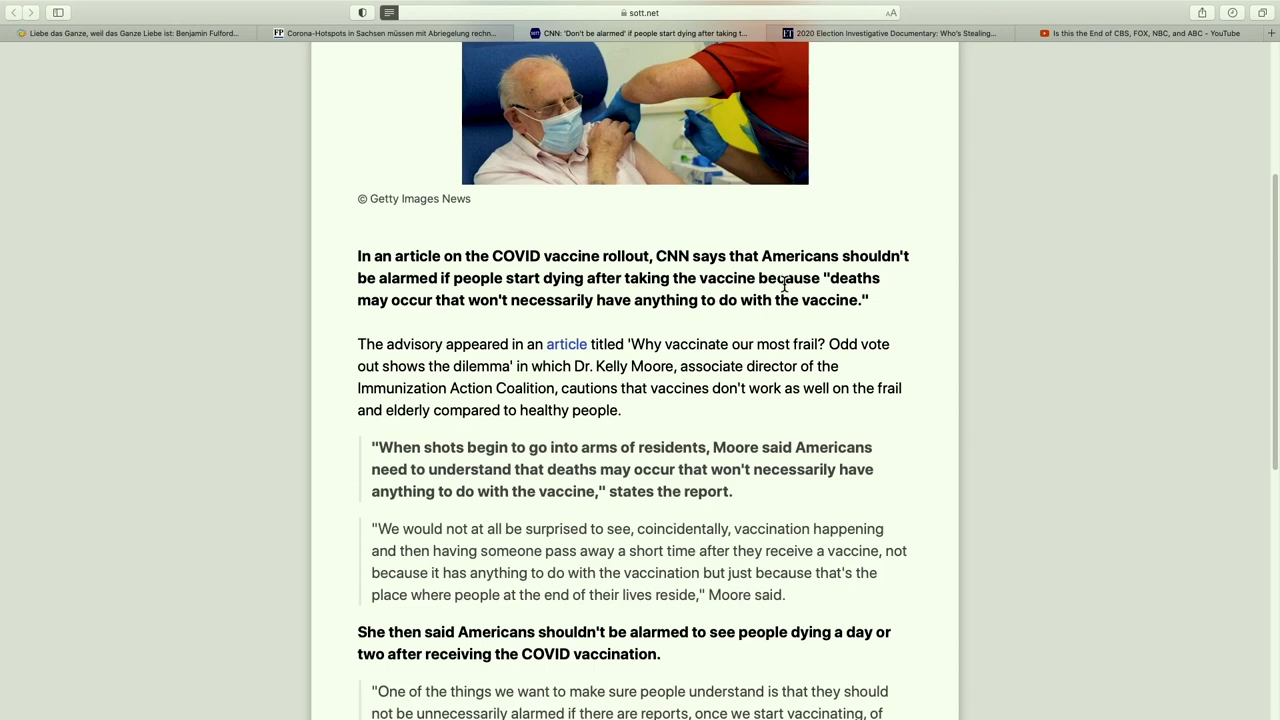 sott.net
AA
Liebe das Ganze, weil das Ganze Liebe ist: Benjamin Fulford...
FP Corona-Hotspots in Sachsen müssen mit Abriegelung rechn...
sott CNN: 'Don't be alarmed' if people start dying after taking t...
ET 2020 Election Investigative Documentary: Who's Stealing...
Is this the End of CBS, FOX, NBC, and ABC - YouTube
© Getty Images News
In an article on the COVID vaccine rollout, CNN says that Americans shouldn't
be alarmed if people start dying after taking the vaccine because "deaths
may occur that won't necessarily have anything to do with the vaccine."
The advisory appeared in an article titled 'Why vaccinate our most frail? Odd vote
out shows the dilemma' in which Dr. Kelly Moore, associate director of the
Immunization Action Coalition, cautions that vaccines don't work as well on the frail
and elderly compared to healthy people.
"When shots begin to go into arms of residents, Moore said Americans
need to understand that deaths may occur that won't necessarily have
anything to do with the vaccine," states the report.
"We would not at all be surprised to see, coincidentally, vaccination happening
and then having someone pass away a short time after they receive a vaccine, not
because it has anything to do with the vaccination but just because that's the
place where people at the end of their lives reside," Moore said.
She then said Americans shouldn't be alarmed to see people dying a day or
two after receiving the COVID vaccination.
"One of the things we want to make sure people understand is that they should
not be unnecessarily alarmed if there are reports, once we start vaccinating, of